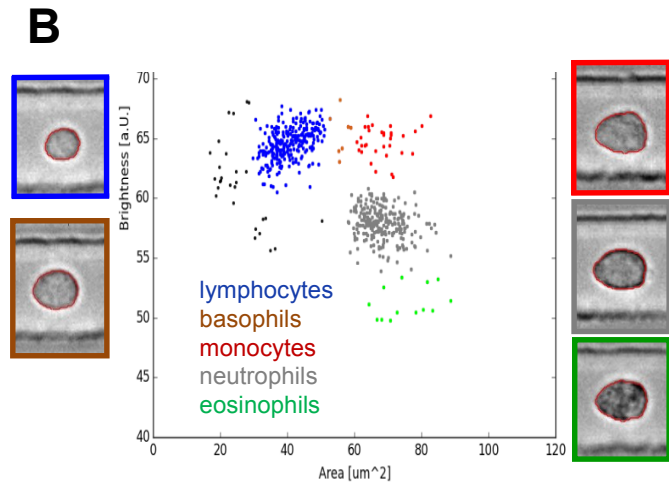 B
70
65
60
55
50
45
40
Brightness [a.U.]
lymphocytes
basophils
monocytes
neutrophils
eosinophils
0
20
40
60
80
100
120
Area [um^2]